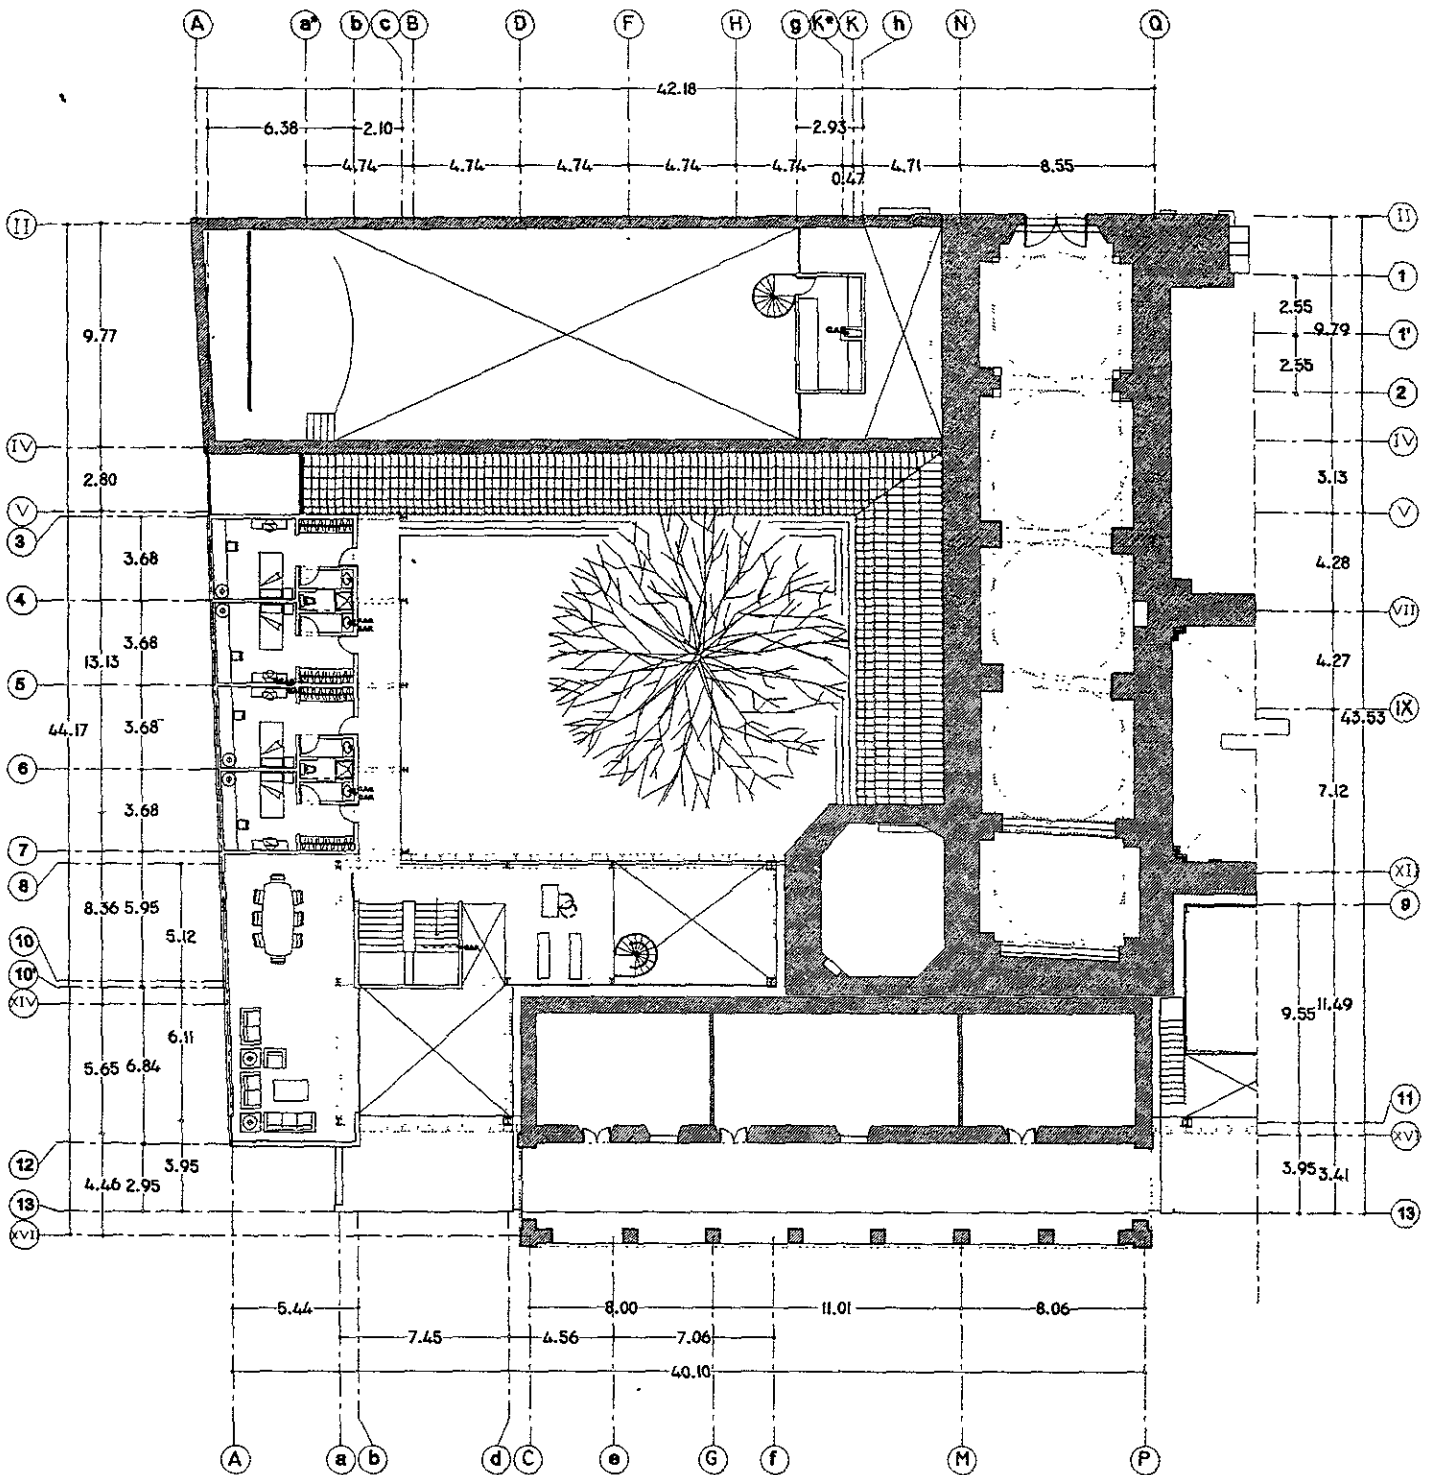 A a* b c B D F H g K* K h N Q
42.18
6.38 2.10 2.93
4.74 4.74 4.74 4.74 4.74 0.47 4.71 8.55
II II
1
2.55
9.77 9.79 1'
2.55
2
IV IV
2.80 3.13
V V
3
3.68 4.28
4 VII
3.68
13.13 4.27
5
44.17 3.68 IX
43.53
6
3.68 7.12
7
8 XI
8.36 5.95 9
5.12
10
10*
XIV 9.55 11.49
6.11
5.65 6.84
11
XVI
12 3.95
3.95 3.41
4.46 2.95
13 13
XVII
5.44 8.00 11.01 8.06
7.45 4.56 7.06
40.10
A a b d C e G f M P